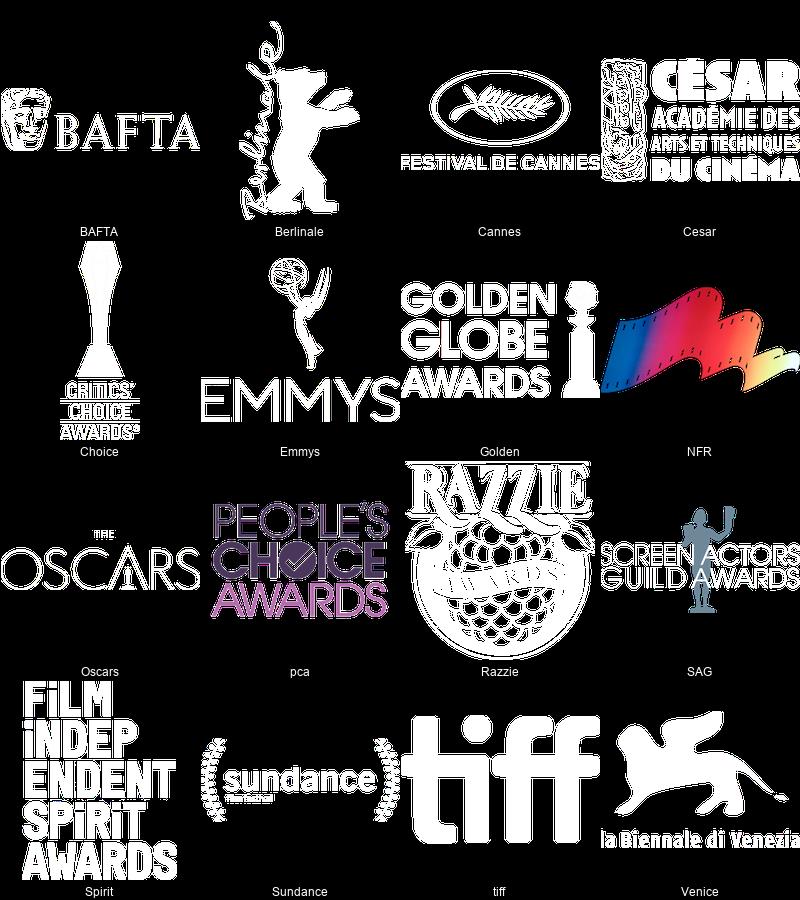 BAFTA
Berlinale
FESTIVAL DE CANNES
CÉSAR
ACADÉMIE DES
ARTS ET TECHNIQUES
DU CINÉMA
BAFTA
Berlinale
Cannes
Cesar
CRITICS'
CHOICE
AWARDS®
EMMYS
GOLDEN
GLOBE
AWARDS
Choice
Emmys
Golden
NFR
THE
OSCARS
PEOPLE'S
CHOICE
AWARDS
RAZZIE
AWARDS
SCREEN ACTORS
GUILD AWARDS
Oscars
pca
Razzie
SAG
FiLM
iNDEP
ENDENT
SPiRiT
AWARDS
sundance
tiff
la Biennale di Venezia
Spirit
Sundance
tiff
Venice